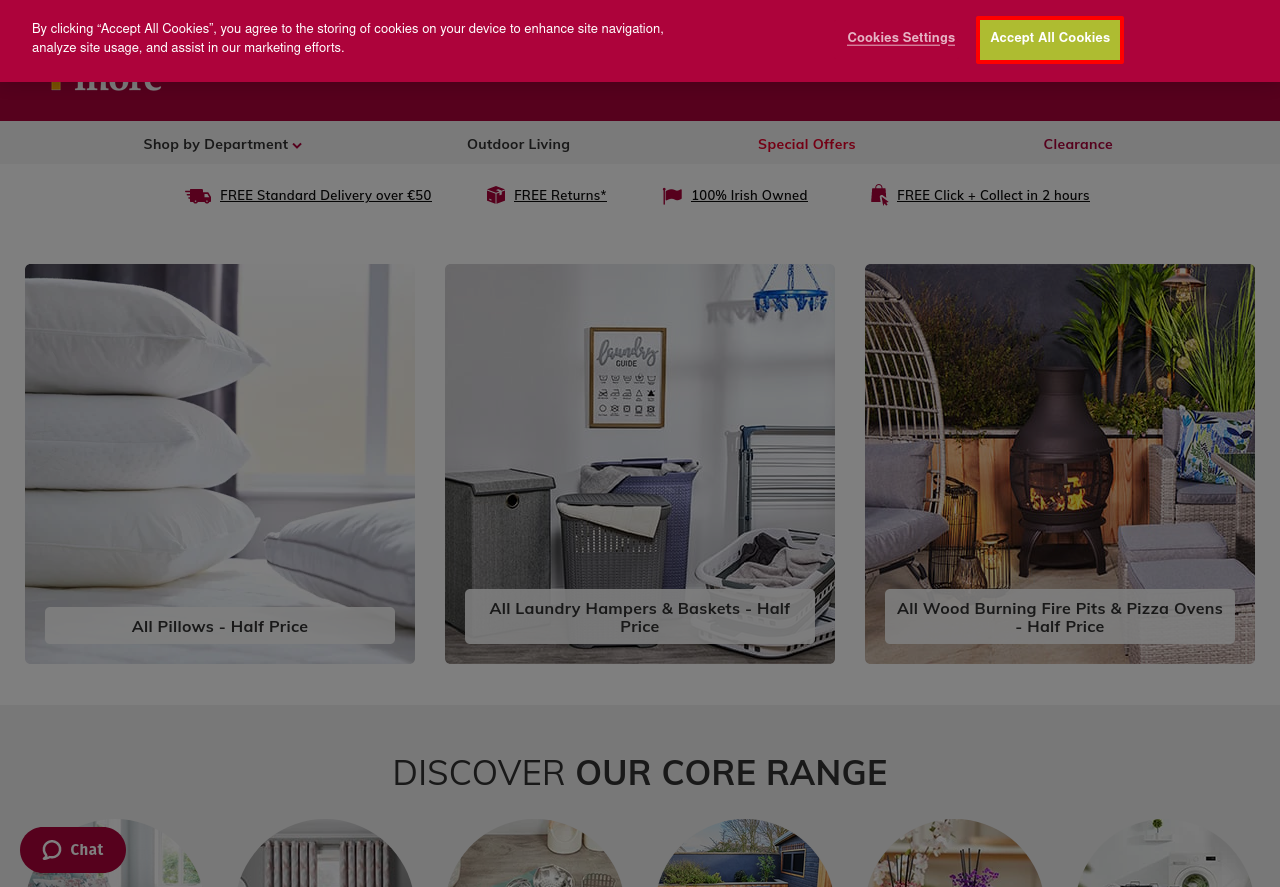 By clicking “Accept All Cookies”, you agree to the storing of cookies on your device to enhance site navigation,
analyze site usage, and assist in our marketing efforts.
Cookies Settings
Accept All Cookies
more
Shop by Department
Outdoor Living
Special Offers
Clearance
FREE Standard Delivery over €50
FREE Returns*
100% Irish Owned
FREE Click + Collect in 2 hours
laundry
GUIDE
All Pillows - Half Price
All Laundry Hampers & Baskets - Half
Price
All Wood Burning Fire Pits & Pizza Ovens
- Half Price
DISCOVER OUR CORE RANGE
Chat